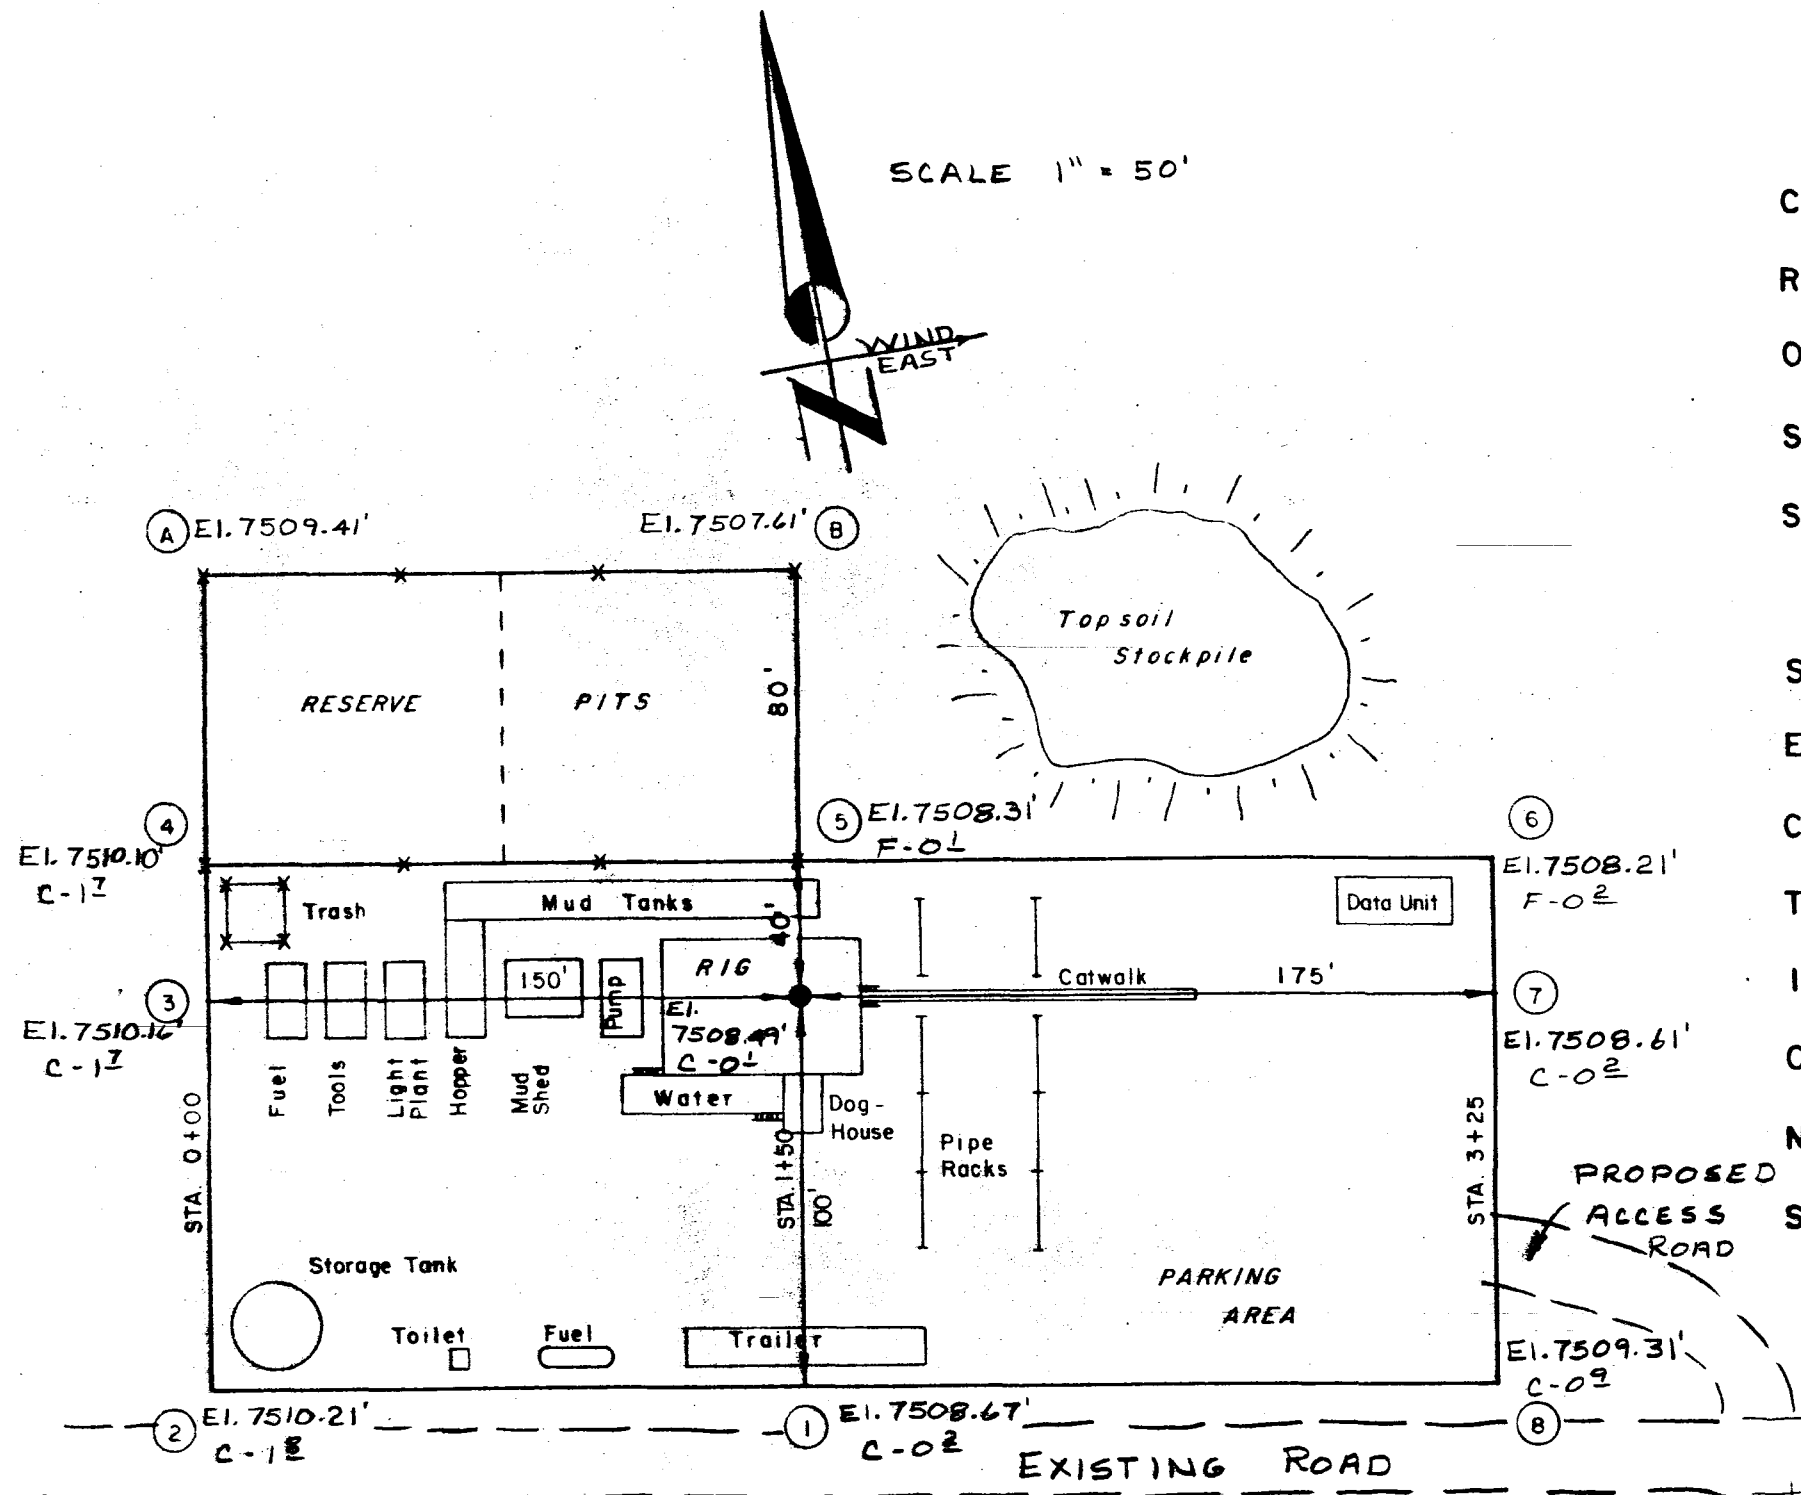 SCALE 1" = 50'
WIND
EAST
N
C
R
O
S
S
S
E
C
T
I
O
N
S
A El. 7509.41'
El. 7507.61' B
Topsoil
Stockpile
RESERVE PITS
80'
4
El. 7510.10'
C-1 7
5 El. 7508.31'
F-0 1
6
El. 7508.21'
F-0 2
Trash
Mud Tanks
40'
Data Unit
RIG
150'
Pump
Catwalk
175'
3
El. 7510.16'
C-1 7
El.
7508.49'
C-0 1
7
El. 7508.61'
C-0 2
Fuel
Tools
Light
Plant
Hopper
Mud
Shed
Water
Dog-
House
Pipe
Racks
STA. 0+00
STA. 1+50
100'
STA. 3+25
PROPOSED
ACCESS
ROAD
Storage Tank
PARKING
AREA
Toilet
Fuel
Trailer
El. 7509.31'
C-0 9
8
2 El. 7510.21'
C-1 8
1 El. 7508.67'
C-0 2
EXISTING ROAD